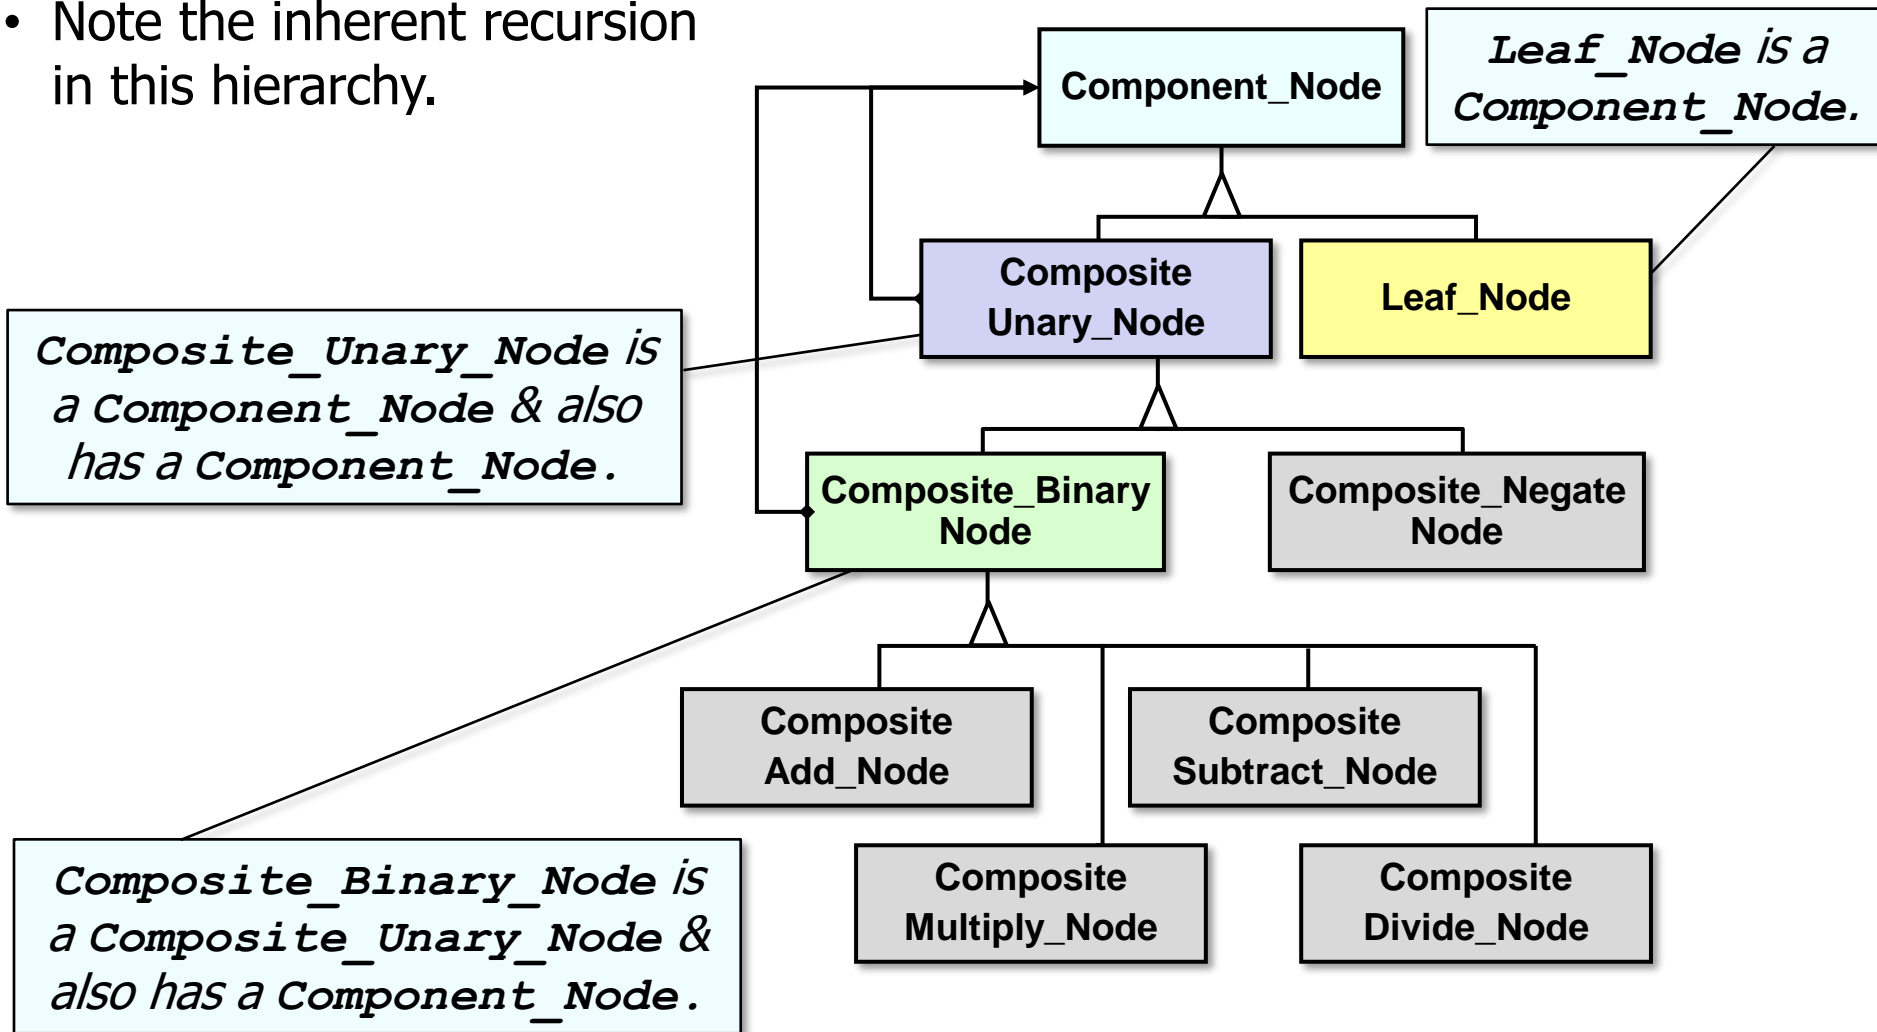 • Note the inherent recursion
in this hierarchy.
Component_Node
Leaf_Node is a
Component_Node.
Composite
Unary_Node
Leaf_Node
Composite_Unary_Node is
a Component_Node & also
has a Component_Node.
Composite_Binary
Node
Composite_Negate
Node
Composite
Add_Node
Composite
Subtract_Node
Composite_Binary_Node is
a Composite_Unary_Node &
also has a Component_Node.
Composite
Multiply_Node
Composite
Divide_Node